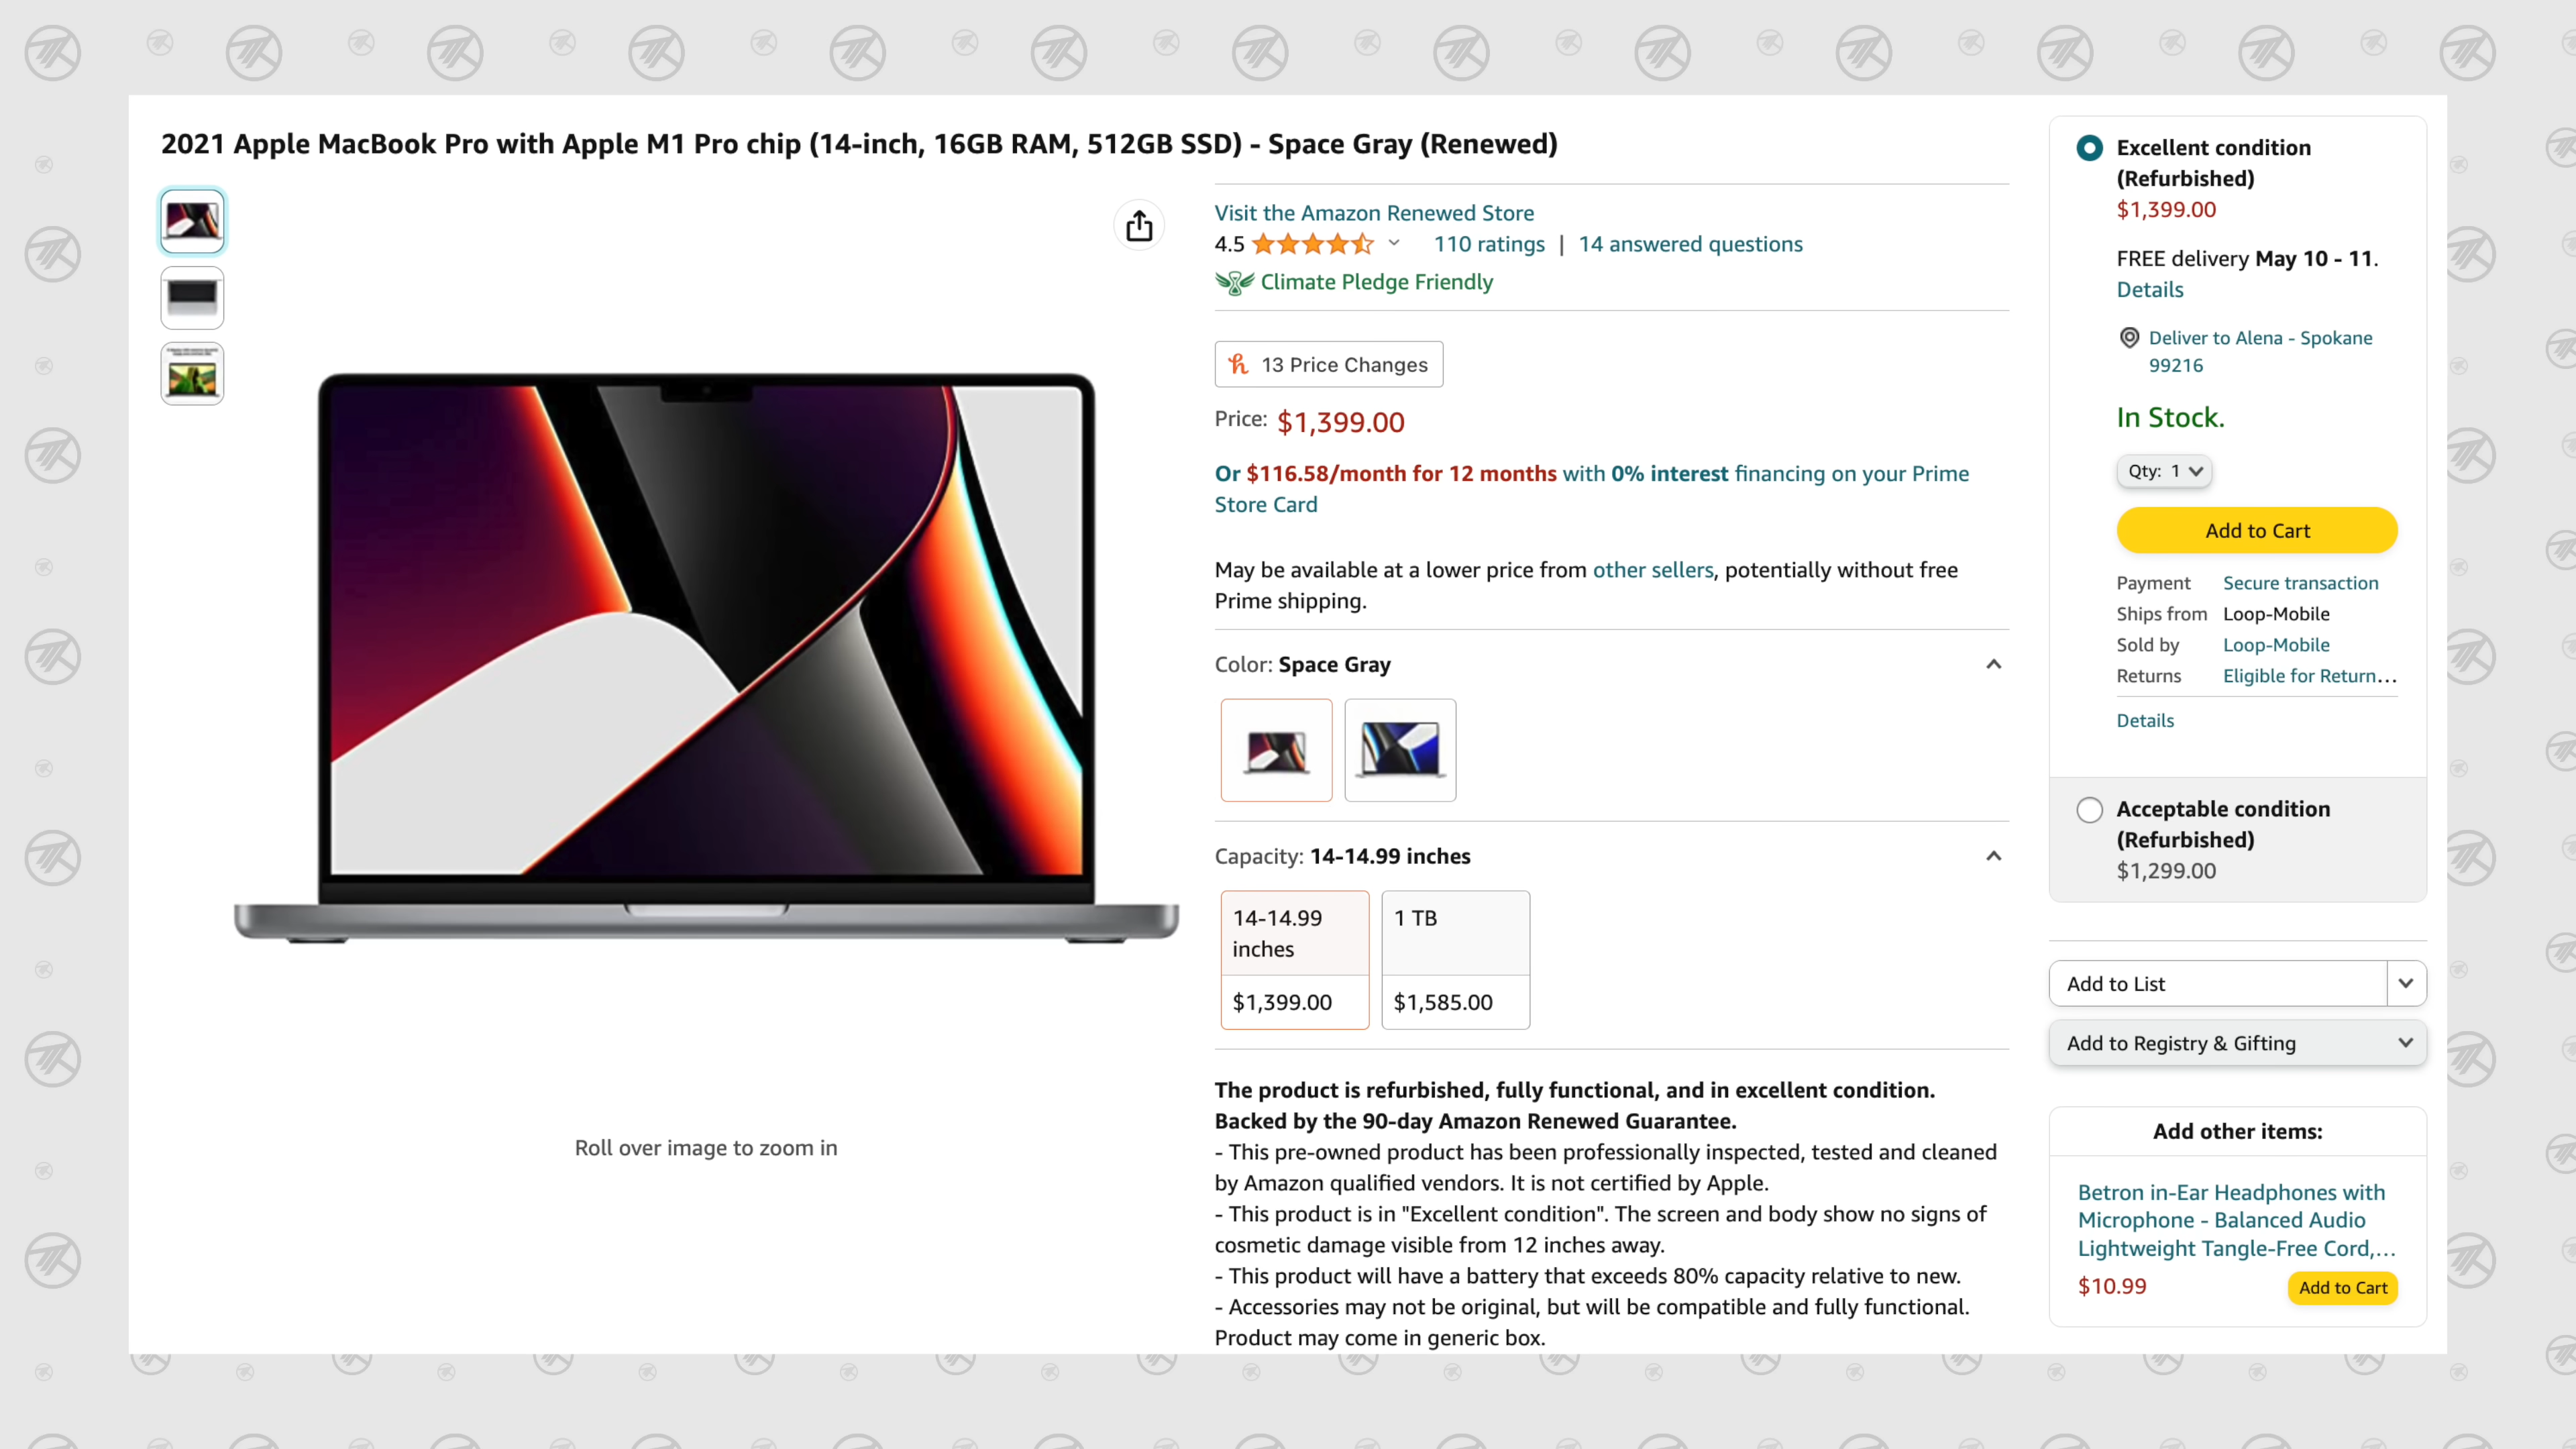 2021 Apple MacBook Pro with Apple M1 Pro chip (14-inch, 16GB RAM, 512GB SSD) - Space Gray (Renewed)
Roll over image to zoom in
Visit the Amazon Renewed Store
4.5
110 ratings | 14 answered questions
Climate Pledge Friendly
13 Price Changes
Price: $1,399.00
Or $116.58/month for 12 months with 0% interest financing on your Prime
Store Card
May be available at a lower price from other sellers, potentially without free
Prime shipping.
Color: Space Gray
Capacity: 14-14.99 inches
14-14.99
inches
$1,399.00
1 TB
$1,585.00
The product is refurbished, fully functional, and in excellent condition.
Backed by the 90-day Amazon Renewed Guarantee.
- This pre-owned product has been professionally inspected, tested and cleaned
by Amazon qualified vendors. It is not certified by Apple.
- This product is in "Excellent condition". The screen and body show no signs of
cosmetic damage visible from 12 inches away.
- This product will have a battery that exceeds 80% capacity relative to new.
- Accessories may not be original, but will be compatible and fully functional.
Product may come in generic box.
Excellent condition
(Refurbished)
$1,399.00
FREE delivery May 10 - 11.
Details
Deliver to Alena - Spokane
99216
In Stock.
Qty: 1
Add to Cart
Payment Secure transaction
Ships from Loop-Mobile
Sold by Loop-Mobile
Returns Eligible for Return...
Details
Acceptable condition
(Refurbished)
$1,299.00
Add to List
Add to Registry & Gifting
Add other items:
Betron in-Ear Headphones with
Microphone - Balanced Audio
Lightweight Tangle-Free Cord,...
$10.99
Add to Cart